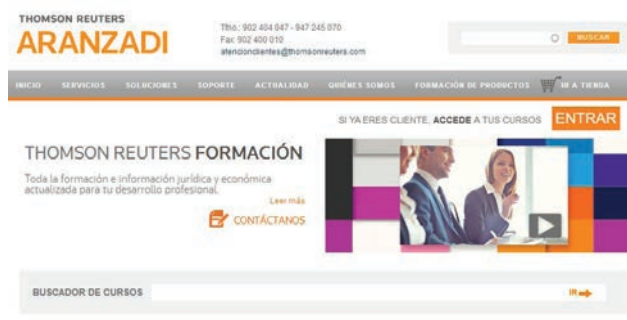 THOMSON REUTERS
ARANZADI
Tfno.: 902 404 047 - 947 245 070
Fax: 902 400 010
atencionclientes@thomsonreuters.com
BUSCAR
INICIO SERVICIOS SOLUCIONES SOPORTE ACTUALIDAD QUIÉNES SOMOS FORMACIÓN DE PRODUCTOS IR A TIENDA
SI YA ERES CLIENTE, ACCEDE A TUS CURSOS ENTRAR
THOMSON REUTERS FORMACIÓN
Toda la formación e información jurídica y económica
actualizada para tu desarrollo profesional.
Leer más
CONTÁCTANOS
BUSCADOR DE CURSOS IR